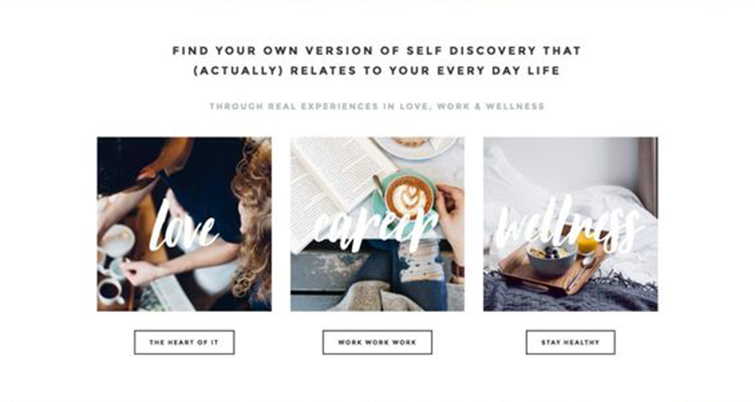 FIND YOUR OWN VERSION OF SELF DISCOVERY THAT
(ACTUALLY) RELATES TO YOUR EVERY DAY LIFE
THROUGH REAL EXPERIENCES IN LOVE, WORK & WELLNESS
love
career
wellness
THE HEART OF IT
WORK WORK WORK
STAY HEALTHY